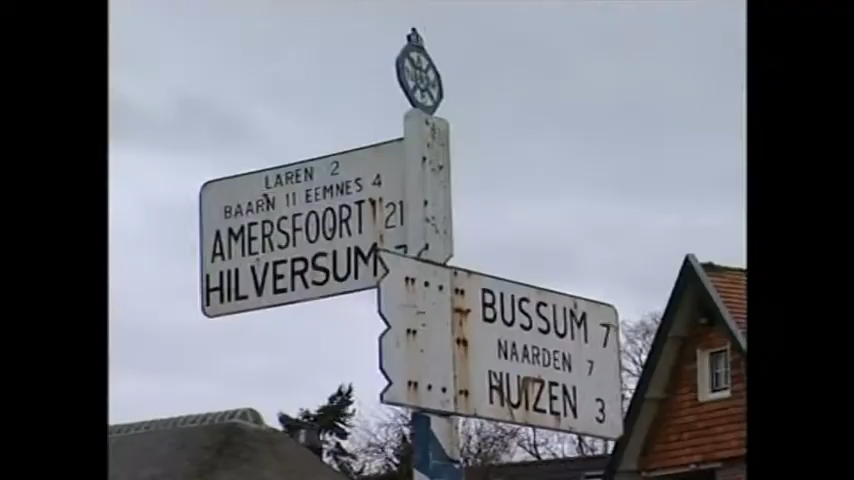 LAREN 2
BAARN 11 EEMNES 4
AMERSFOORT 21
HILVERSUM
BUSSUM 7
NAARDEN 7
HUIZEN 3